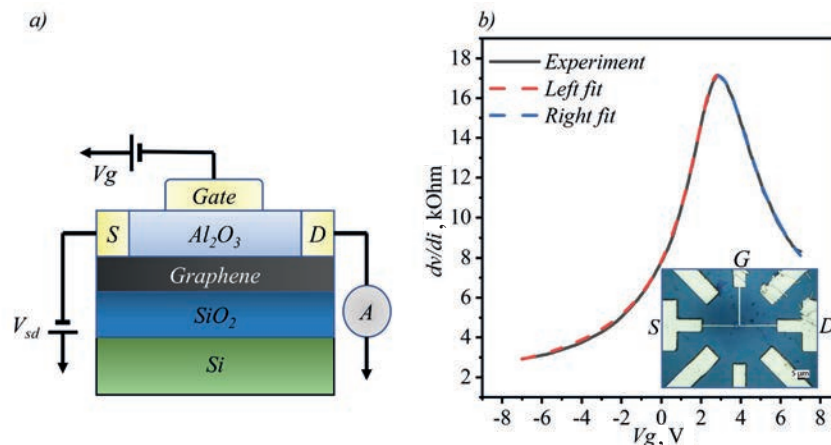 a)
Vg
Gate
S
Al₂O₃
D
Graphene
V_sd
SiO₂
A
Si
b)
18
16
14
12
10
8
6
4
2
dv/di, kOhm
Experiment
Left fit
Right fit
G
S
D
5 μm
-8 -6 -4 -2 0 2 4 6 8
Vg, V